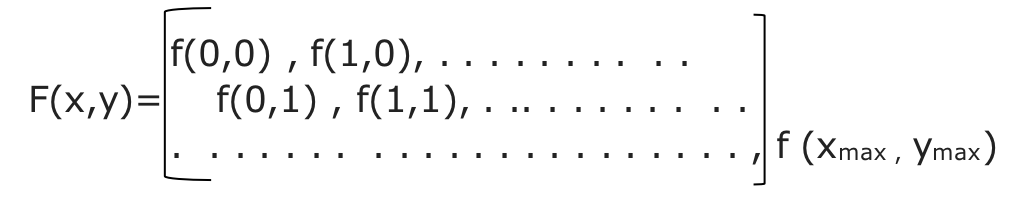 f(0,0) , f(1,0), . . . . . . . . .  . .
F(x,y)= f(0,1) , f(1,1), . .. . . . . . . .  . .
.  . . . . . .  . . . . . . . . . . . . . . . . , f (xmax , ymax)